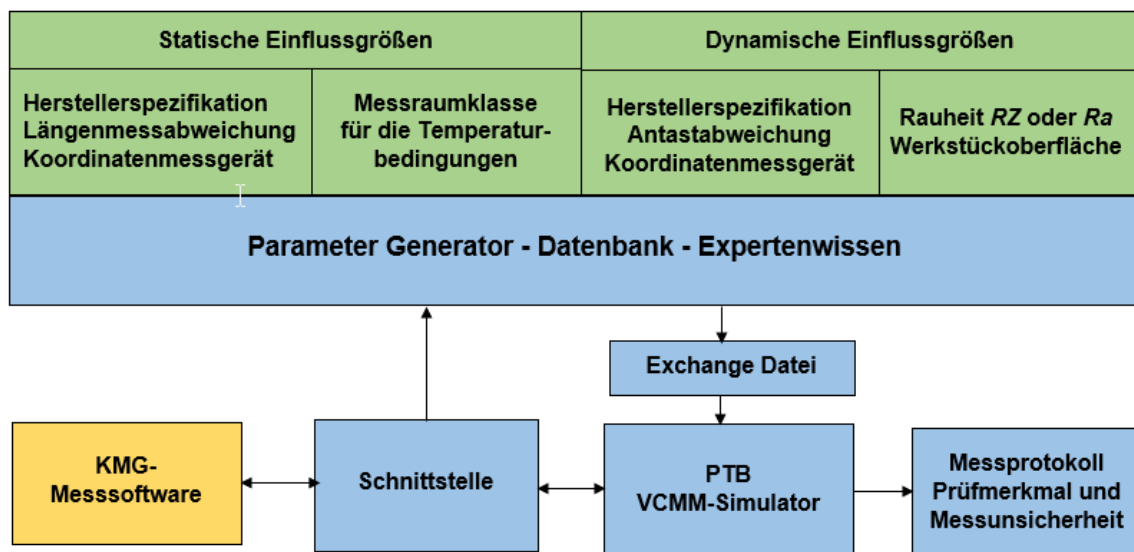 Statische Einflussgrößen
Dynamische Einflussgrößen
Herstellerspezifikation
Längenmessabweichung
Koordinatenmessgerät
Messraumklasse
für die Temperatur-
bedingungen
Herstellerspezifikation
Antastabweichung
Koordinatenmessgerät
Rauheit RZ oder Ra
Werkstückoberfläche
Parameter Generator - Datenbank - Expertenwissen
Exchange Datei
KMG-
Messsoftware
Schnittstelle
PTB
VCMM-Simulator
Messprotokoll
Prüfmerkmal und
Messunsicherheit